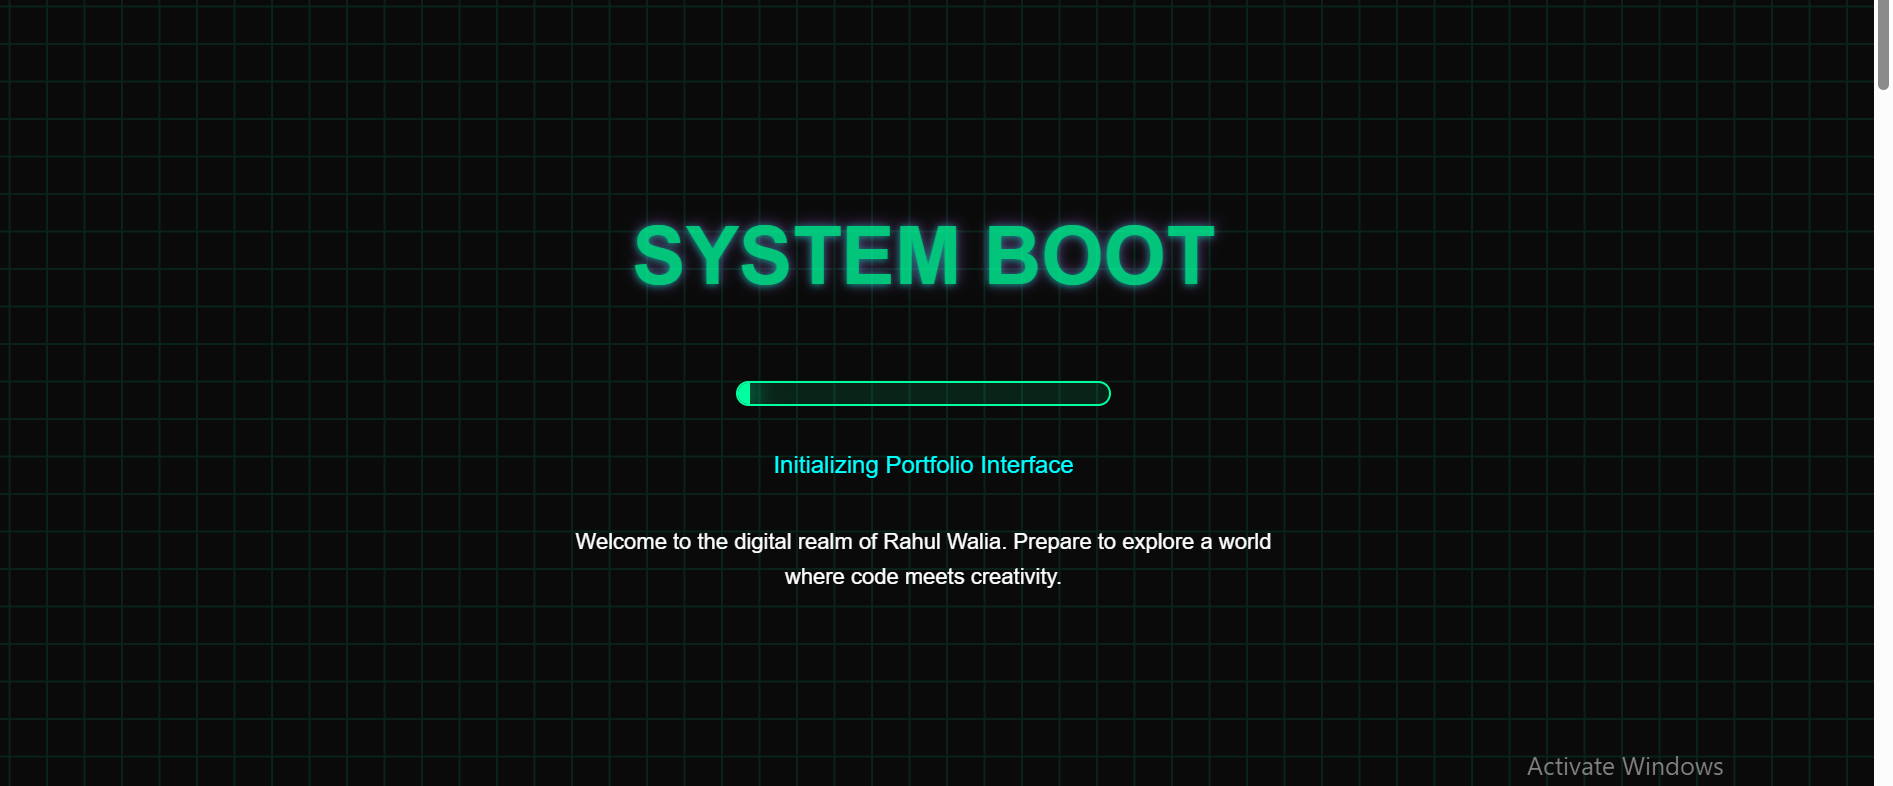 SYSTEM BOOT
Initializing Portfolio Interface
Welcome to the digital realm of Rahul Walia. Prepare to explore a world
where code meets creativity.
Activate Windows